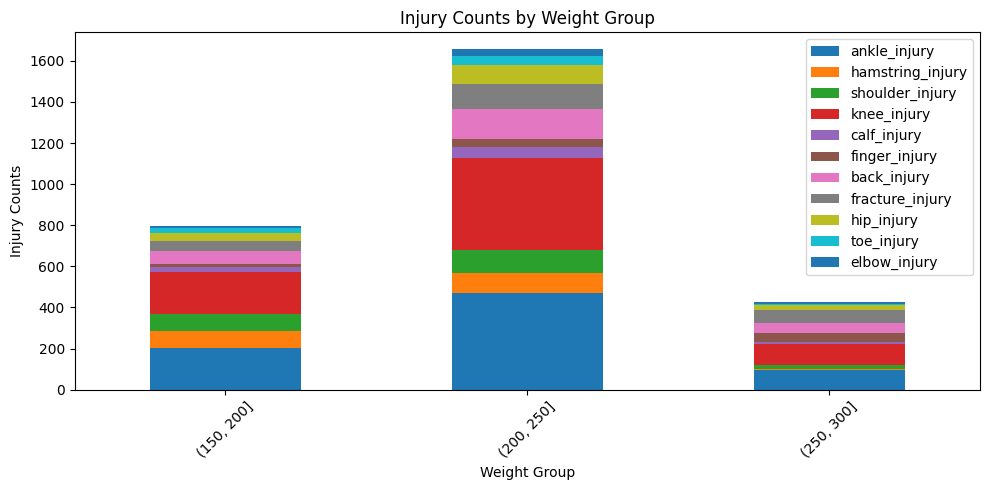 Injury Counts by Weight Group
Injury Counts
1600
1400
1200
1000
800
600
400
200
0
ankle_injury
hamstring_injury
shoulder_injury
knee_injury
calf_injury
finger_injury
back_injury
fracture_injury
hip_injury
toe_injury
elbow_injury
(150, 200]
(200, 250]
(250, 300]
Weight Group